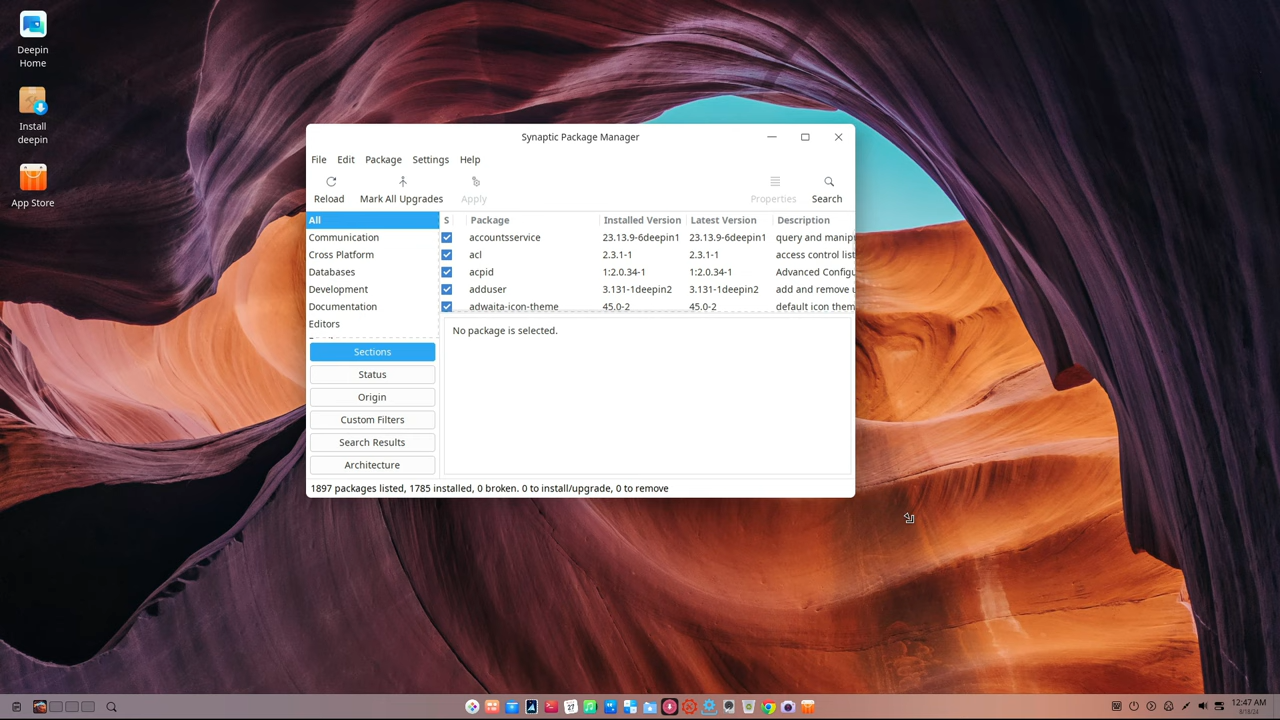 Deepin
Home
Install
deepin
App Store
Synaptic Package Manager
File Edit Package Settings Help
Reload Mark All Upgrades Apply Properties Search
All
Communication
Cross Platform
Databases
Development
Documentation
Editors
Sections
Status
Origin
Custom Filters
Search Results
Architecture
S Package Installed Version Latest Version Description
accountsservice 23.13.9-6deepin1 23.13.9-6deepin1 query and manip
acl 2.3.1-1 2.3.1-1 access control list
acpid 1:2.0.34-1 1:2.0.34-1 Advanced Configu
adduser 3.131-1deepin2 3.131-1deepin2 add and remove u
adwaita-icon-theme 45.0-2 45.0-2 default icon them
No package is selected.
1897 packages listed, 1785 installed, 0 broken. 0 to install/upgrade, 0 to remove
27
12:47 AM
8/18/24